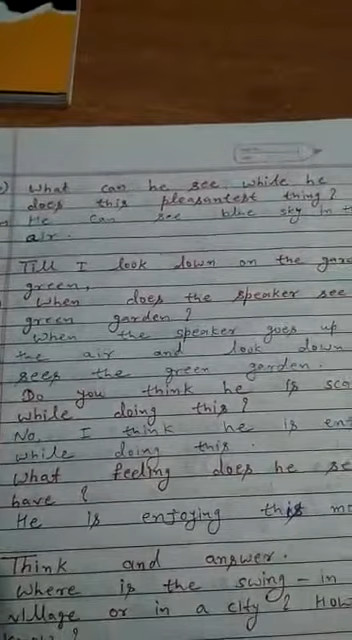 What can he see while he
does this pleasantest thing?
He can see blue sky in
air.
Till I look down on the
green,
When does the speaker see
green garden?
When the speaker goes up
the air and look down
sees the green garden.
Do you think he is
while doing this?
No, I think he is
while doing this.
What feeling does he
have?
He is enjoying this
Think and answer.
Where is the swing - in
village or in a city? How